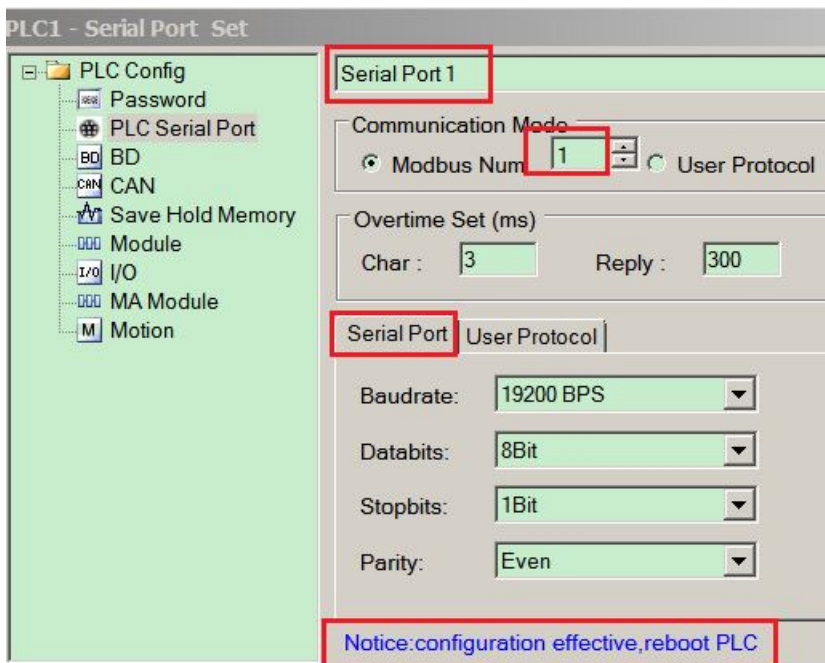 PLC1 - Serial Port Set
PLC Config
Password
PLC Serial Port
BD BD
CAN CAN
Save Hold Memory
Module
I/O I/O
MA Module
M Motion
Serial Port 1
Communication Mode
Modbus Num 1 User Protocol
Overtime Set (ms)
Char : 3 Reply : 300
Serial Port User Protocol
Baudrate: 19200 BPS
Databits: 8Bit
Stopbits: 1Bit
Parity: Even
Notice:configuration effective,reboot PLC